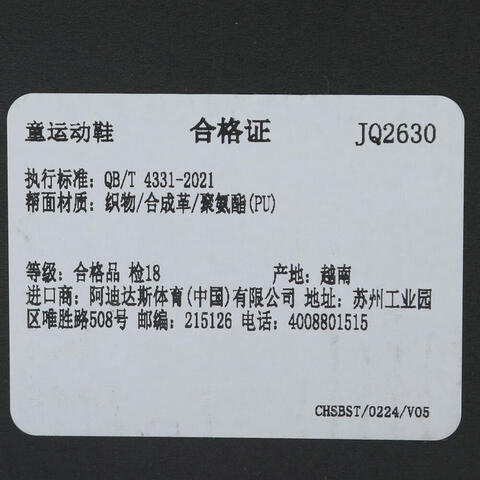 童运动鞋 合格证 JQ2630
执行标准: QB/T 4331-2021
帮面材质: 织物/合成革/聚氨酯(PU)
等级: 合格品 检18 产地: 越南
进口商: 阿迪达斯体育(中国)有限公司 地址: 苏州工业园
区唯胜路508号 邮编: 215126 电话: 4008801515
CHSBST/0224/V05